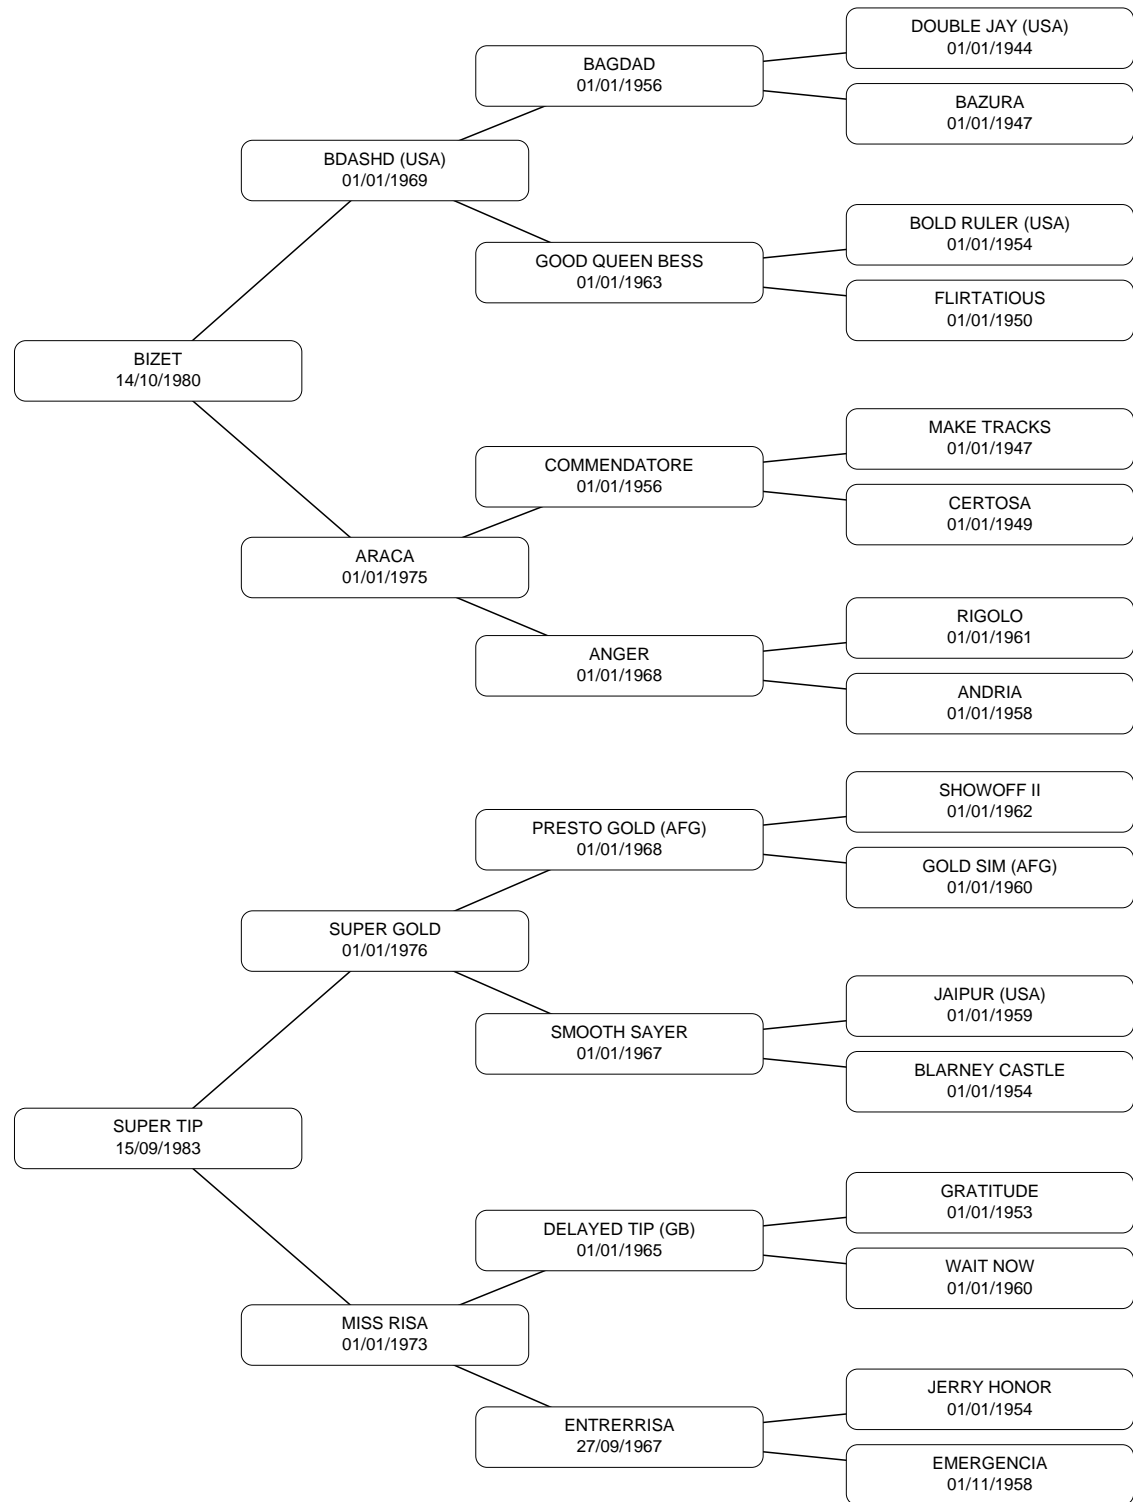 DOUBLE JAY (USA)
01/01/1944
BAGDAD
01/01/1956
BAZURA
01/01/1947
BDASHD (USA)
01/01/1969
BOLD RULER (USA)
01/01/1954
GOOD QUEEN BESS
01/01/1963
FLIRTATIOUS
01/01/1950
BIZET
14/10/1980
MAKE TRACKS
01/01/1947
COMMENDATORE
01/01/1956
CERTOSA
01/01/1949
ARACA
01/01/1975
RIGOLO
01/01/1961
ANGER
01/01/1968
ANDRIA
01/01/1958
SHOWOFF II
01/01/1962
PRESTO GOLD (AFG)
01/01/1968
GOLD SIM (AFG)
01/01/1960
SUPER GOLD
01/01/1976
JAIPUR (USA)
01/01/1959
SMOOTH SAYER
01/01/1967
BLARNEY CASTLE
01/01/1954
SUPER TIP
15/09/1983
GRATITUDE
01/01/1953
DELAYED TIP (GB)
01/01/1965
WAIT NOW
01/01/1960
MISS RISA
01/01/1973
JERRY HONOR
01/01/1954
ENTRERRISA
27/09/1967
EMERGENCIA
01/11/1958